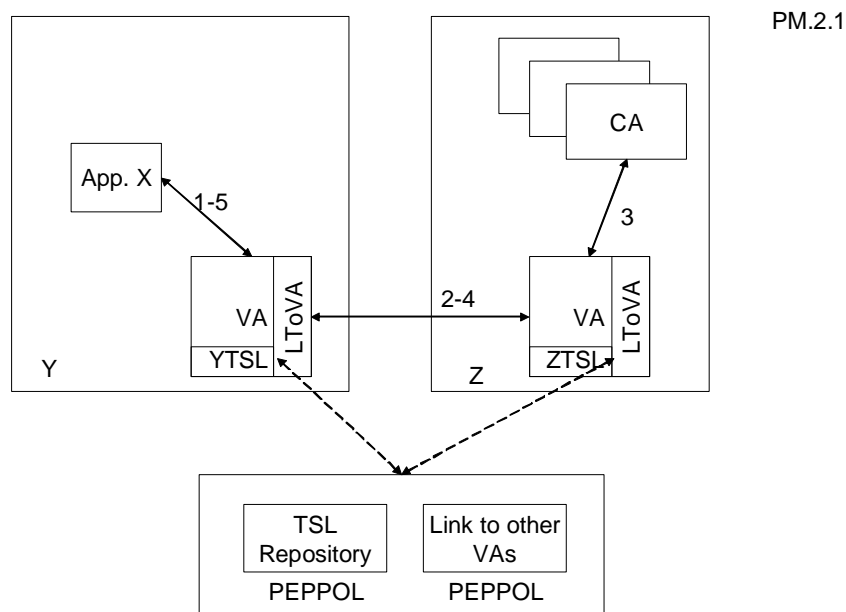 PM.2.1
CA
App. X
1-5
3
VA
LToVA
2-4
VA
LToVA
YTSL
ZTSL
Y
Z
TSL
Repository
Link to other
VAs
PEPPOL
PEPPOL